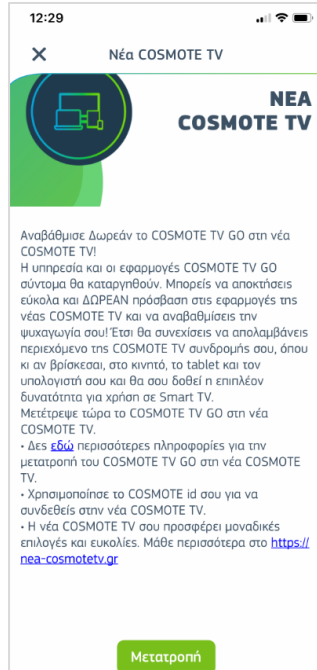 12:29
Νέα COSMOTE TV
ΝΕΑ
COSMOTE TV
Αναβάθμισε Δωρεάν το COSMOTE TV GO στη νέα
COSMOTE TV!
Η υπηρεσία και οι εφαρμογές COSMOTE TV GO
σύντομα θα καταργηθούν. Μπορείς να αποκτήσεις
εύκολα και ΔΩΡΕΑΝ πρόσβαση στις εφαρμογές της
νέας COSMOTE TV και να αναβαθμίσεις την
ψυχαγωγία σου! Έτσι θα συνεχίσεις να απολαμβάνεις
περιεχόμενο της COSMOTE TV συνδρομής σου, όπου
κι αν βρίσκεσαι, στο κινητό, το tablet και τον
υπολογιστή σου και θα σου δοθεί η επιπλέον
δυνατότητα για χρήση σε Smart TV.
Μετέτρεψε τώρα το COSMOTE TV GO στη νέα
COSMOTE TV.
• Δες εδώ περισσότερες πληροφορίες για την
μετατροπή του COSMOTE TV GO στη νέα COSMOTE
TV.
• Χρησιμοποίησε το COSMOTE id σου για να
συνδεθείς στην νέα COSMOTE TV.
• Η νέα COSMOTE TV σου προσφέρει μοναδικές
επιλογές και ευκολίες. Μάθε περισσότερα στο https://
nea-cosmotetv.gr
Μετατροπή